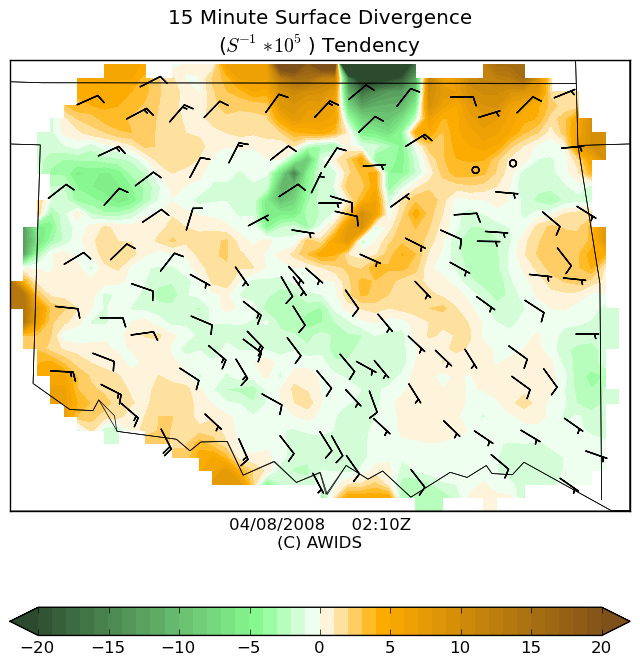 15 Minute Surface Divergence
($S^{-1} * 10^5$ ) Tendency
04/08/2008 02:10Z
(C) AWIDS
−20 −15 −10 −5 0 5 10 15 20